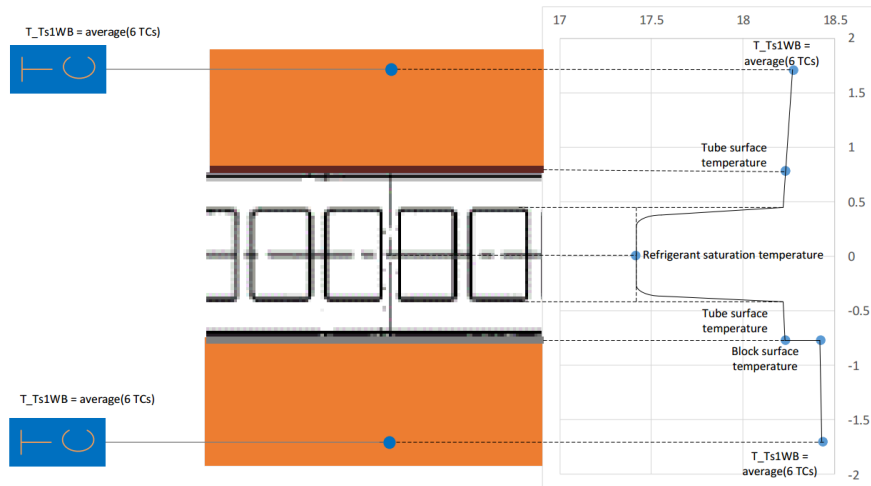 17 17.5 18 18.5
T_Ts1WB = average(6 TCs)
T_Ts1WB =
average(6 TCs)
TC
2
1.5
Tube surface
temperature
1
0.5
Refrigerant saturation temperature
0
Tube surface
temperature
-0.5
Block surface
temperature
-1
T_Ts1WB = average(6 TCs)
TC
-1.5
T_Ts1WB =
average(6 TCs)
-2